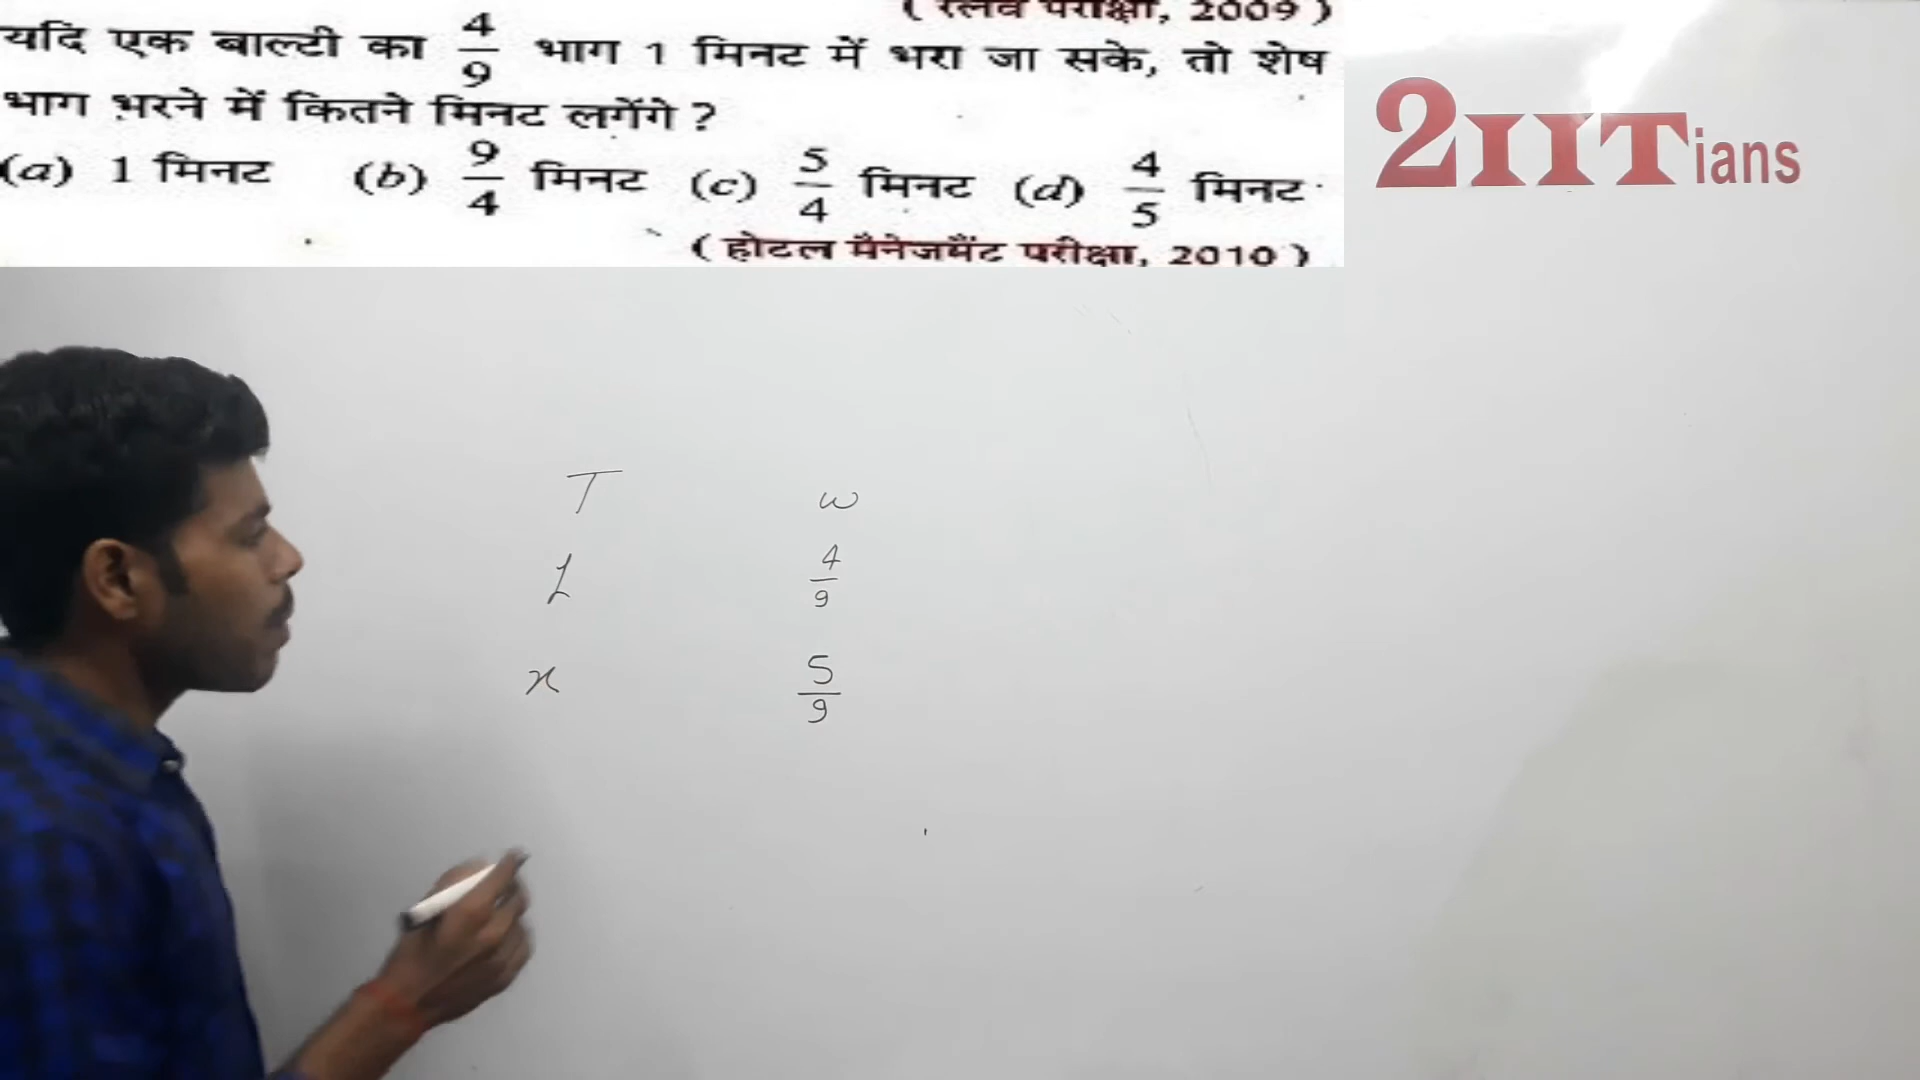 ( रेलवे परीक्षा, 2009 )
यदि एक बाल्टी का 4/9 भाग 1 मिनट में भरा जा सके, तो शेष
भाग भरने में कितने मिनट लगेंगे ?
(a) 1 मिनट (b) 9/4 मिनट (c) 5/4 मिनट (d) 4/5 मिनट
( होटल मैनेजमैंट परीक्षा, 2010 )
2IITians
T w
1 4/9
x 5/9